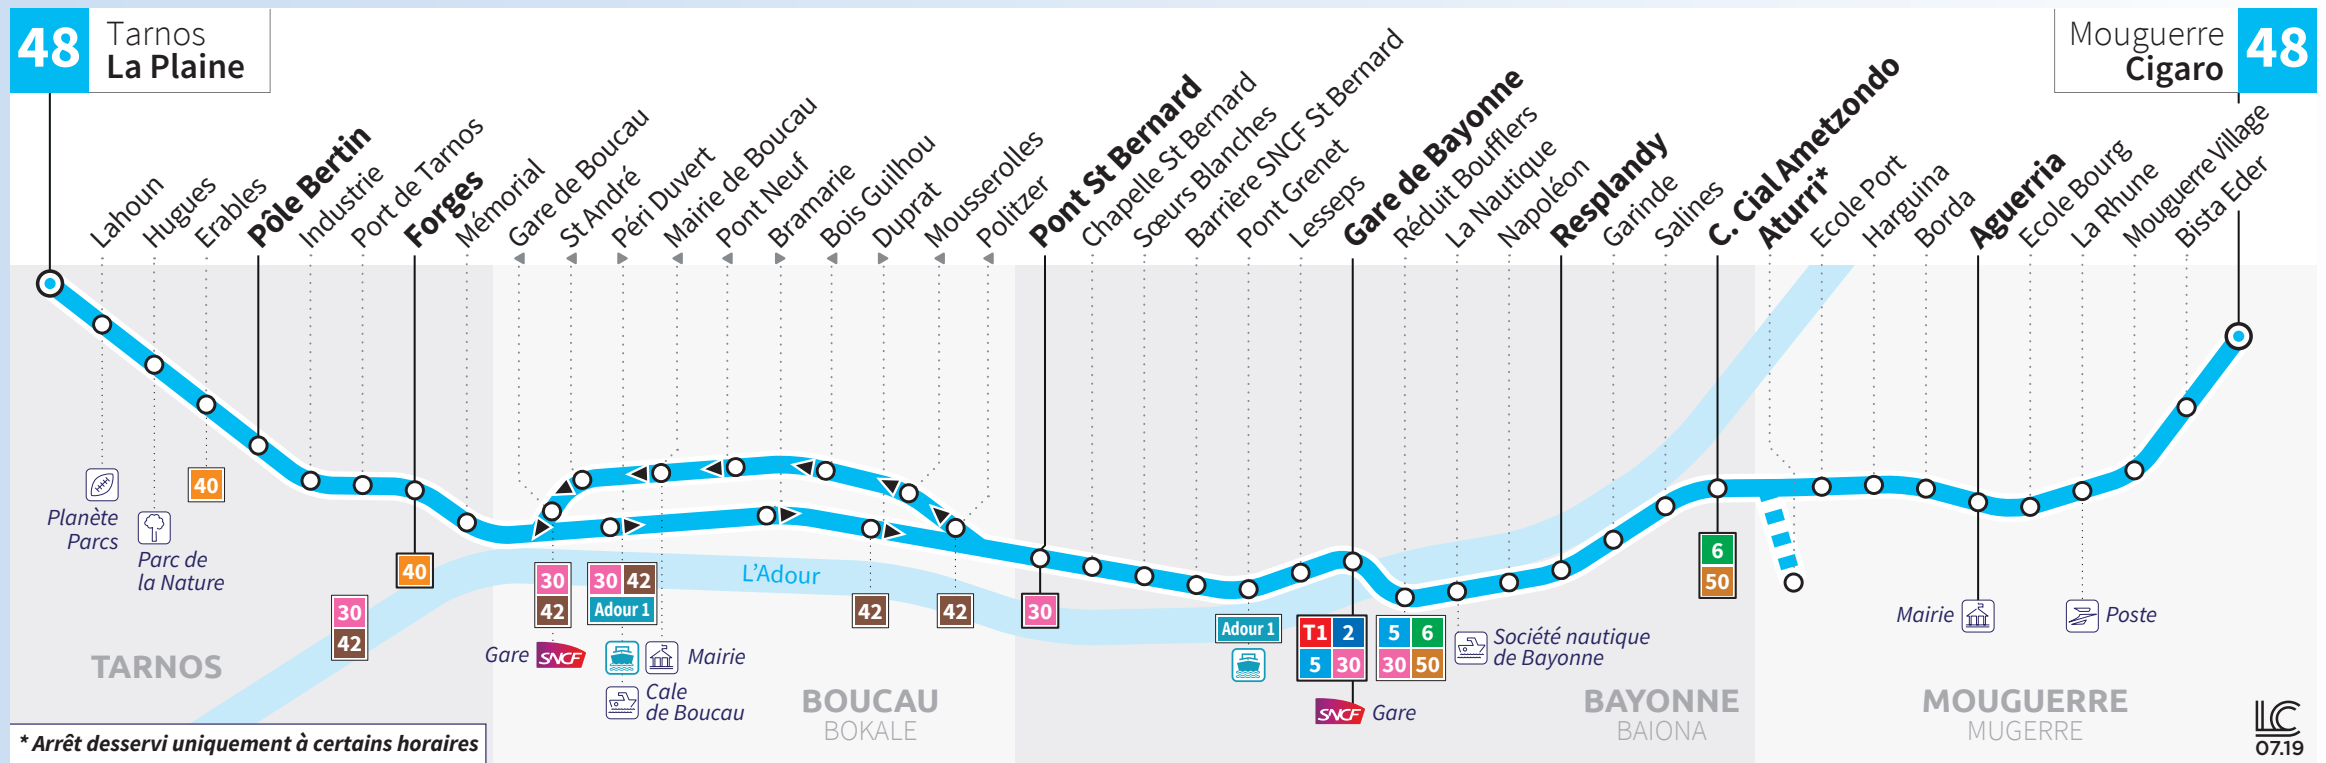 48
Tarnos
La Plaine
Mouguerre
Cigaro
48
Lahoun
Hugues
Erables
Pôle Bertin
Industrie
Port de Tarnos
Forges
Mémorial
Gare de Boucau
St André
Péri Duvert
Mairie de Boucau
Pont Neuf
Bramarie
Bois Guilhou
Duprat
Mousserolles
Politzer
Pont St Bernard
Chapelle St Bernard
Sœurs Blanches
Barrière SNCF St Bernard
Pont Grenet
Lesseps
Gare de Bayonne
Réduit Boufflers
La Nautique
Napoléon
Resplandy
Garinde
Salines
C. Cial Ametzondo
Aturri*
Ecole Port
Harguina
Borda
Aguerria
Ecole Bourg
La Rhune
Mouguerre Village
Bista Eder
Planète
Parcs
Parc de
la Nature
40
40
30
42
30
42
Gare SNCF
30 42
Adour 1
Mairie
Cale
de Boucau
L'Adour
42
42
30
Adour 1
T1 2
5 30
SNCF Gare
5 6
30 50
Société nautique
de Bayonne
6
50
Mairie
Poste
TARNOS
BOUCAU
BOKALE
BAYONNE
BAIONA
MOUGUERRE
MUGERRE
* Arrêt desservi uniquement à certains horaires
LC
07.19